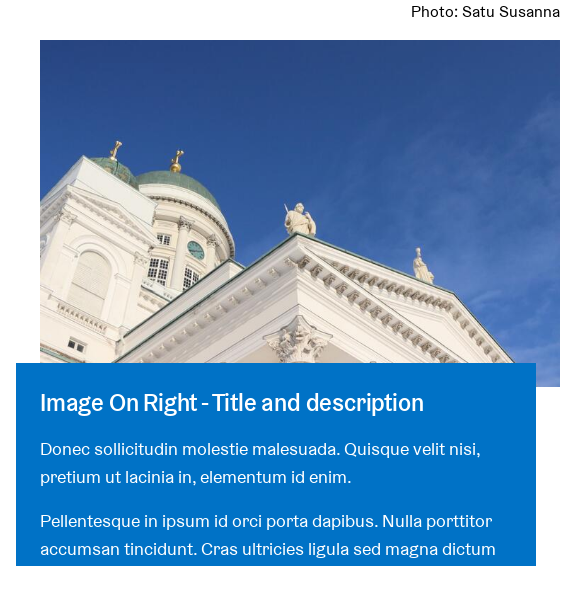 Photo: Satu Susanna
Image On Right - Title and description
Donec sollicitudin molestie malesuada. Quisque velit nisi,
pretium ut lacinia in, elementum id enim.
Pellentesque in ipsum id orci porta dapibus. Nulla porttitor
accumsan tincidunt. Cras ultricies ligula sed magna dictum